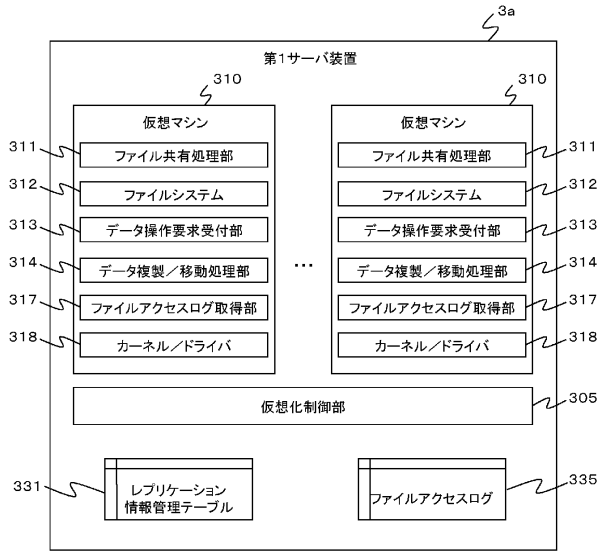 3a
第1サーバ装置
310
310
仮想マシン
仮想マシン
311
ファイル共有処理部
ファイル共有処理部
311
312
ファイルシステム
ファイルシステム
312
313
データ操作要求受付部
データ操作要求受付部
313
314
データ複製/移動処理部
...
データ複製/移動処理部
314
317
ファイルアクセスログ取得部
ファイルアクセスログ取得部
317
318
カーネル/ドライバ
カーネル/ドライバ
318
仮想化制御部
305
331
レプリケーション
情報管理テーブル
ファイルアクセスログ
335